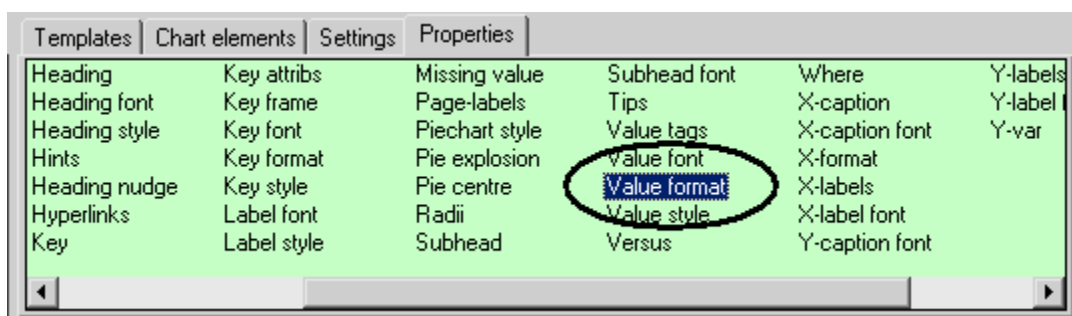 Templates Chart elements Settings Properties
Heading Key attribs Missing value Subhead font Where Y-labels
Heading font Key frame Page-labels Tips X-caption Y-label
Heading style Key font Piechart style Value tags X-caption font Y-var
Hints Key format Pie explosion Value font X-format
Heading nudge Key style Pie centre Value format X-labels
Hyperlinks Label font Radii Value style X-label font
Key Label style Subhead Versus Y-caption font